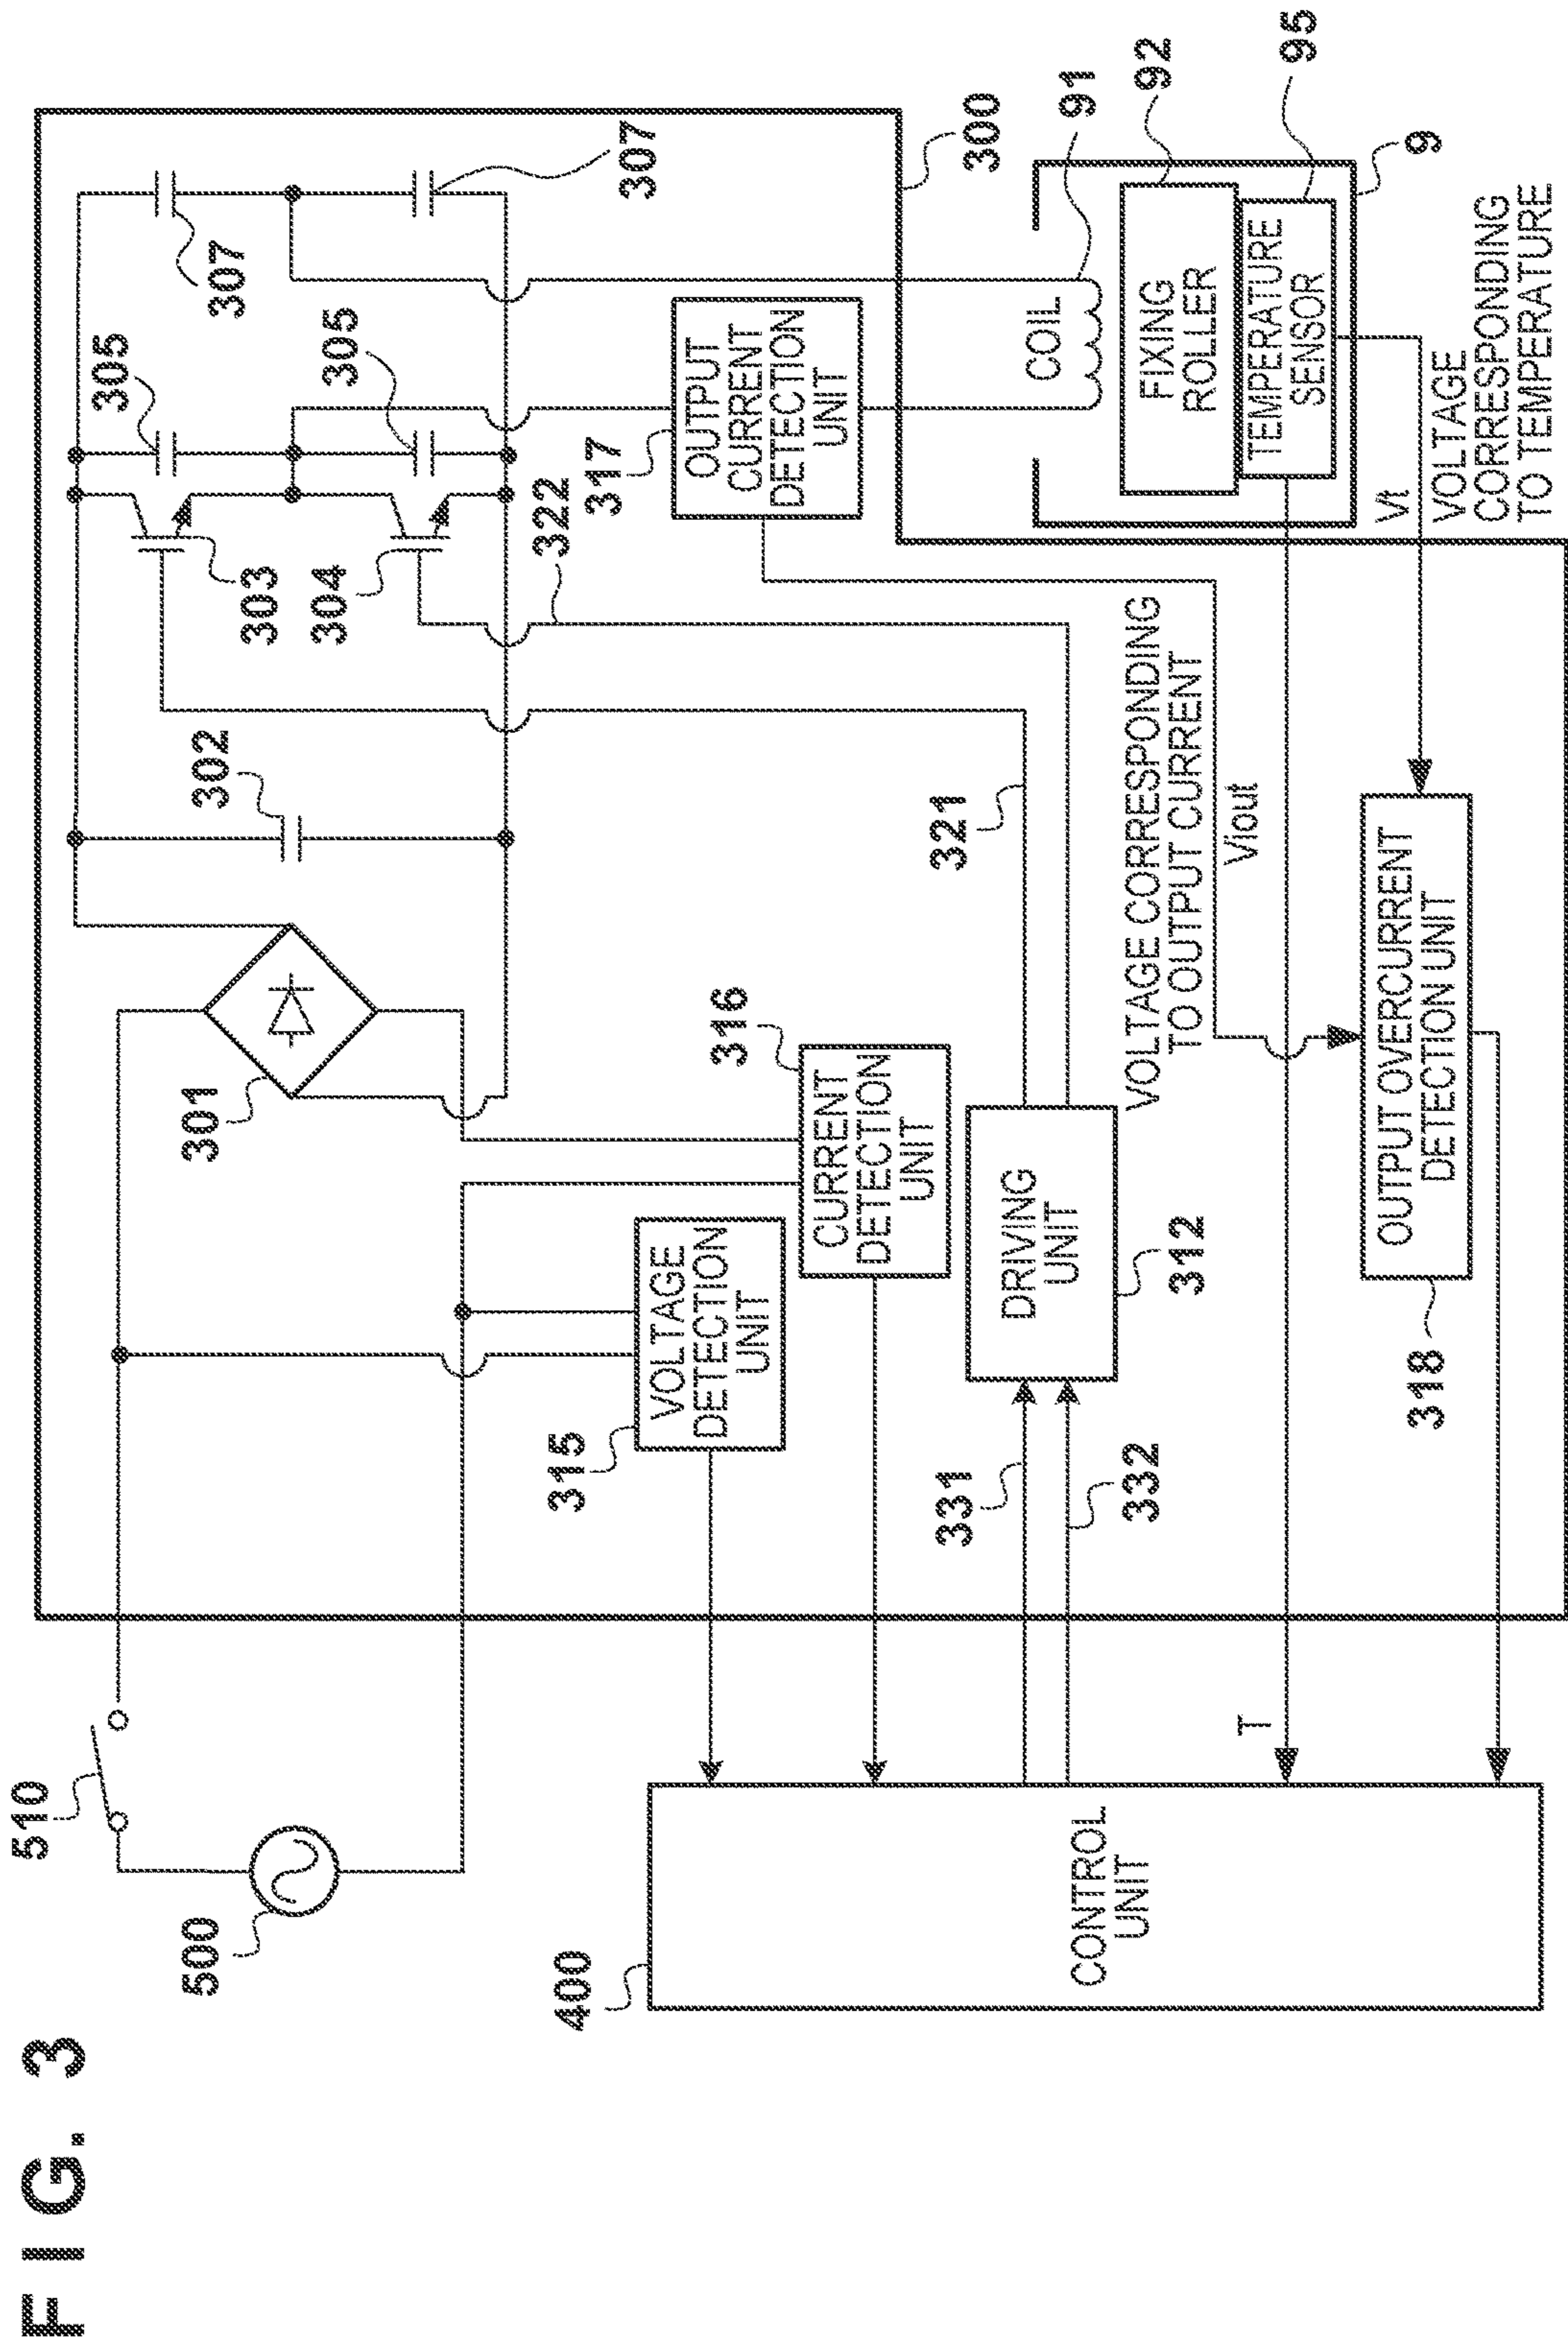 FIG. 3
510
500
400
CONTROL
UNIT
T
301
302
303
304
305
305
307
307
315
VOLTAGE
DETECTION
UNIT
316
CURRENT
DETECTION
UNIT
331
332
DRIVING
UNIT
312
321
322
317
OUTPUT
CURRENT
DETECTION
UNIT
VOLTAGE CORRESPONDING
TO OUTPUT CURRENT
Viout
318
OUTPUT OVERCURRENT
DETECTION UNIT
300
COIL
91
FIXING
ROLLER
92
TEMPERATURE
SENSOR
95
9
Vt
VOLTAGE
CORRESPONDING
TO TEMPERATURE